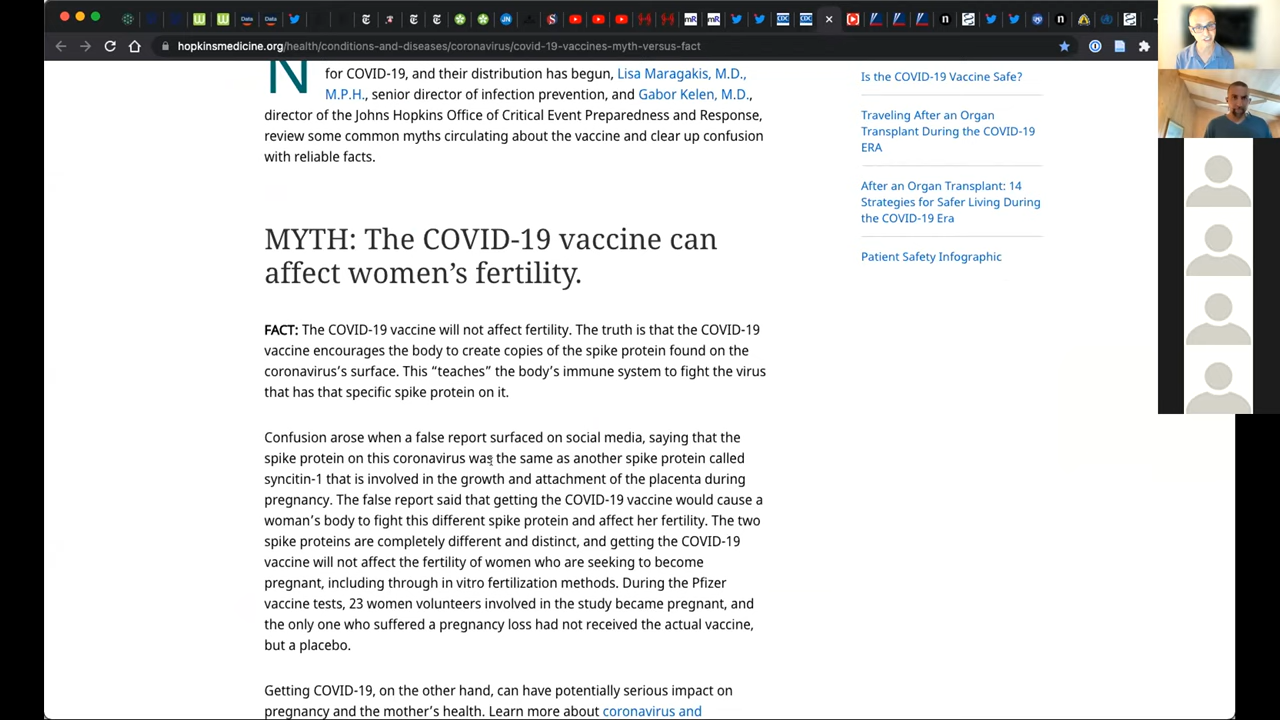 hopkinsmedicine.org/health/conditions-and-diseases/coronavirus/covid-19-vaccines-myth-versus-fact
N
for COVID-19, and their distribution has begun, Lisa Maragakis, M.D.,
M.P.H., senior director of infection prevention, and Gabor Kelen, M.D.,
director of the Johns Hopkins Office of Critical Event Preparedness and Response,
review some common myths circulating about the vaccine and clear up confusion
with reliable facts.
MYTH: The COVID-19 vaccine can
affect women’s fertility.
FACT: The COVID-19 vaccine will not affect fertility. The truth is that the COVID-19
vaccine encourages the body to create copies of the spike protein found on the
coronavirus’s surface. This “teaches” the body’s immune system to fight the virus
that has that specific spike protein on it.
Confusion arose when a false report surfaced on social media, saying that the
spike protein on this coronavirus was the same as another spike protein called
syncitin-1 that is involved in the growth and attachment of the placenta during
pregnancy. The false report said that getting the COVID-19 vaccine would cause a
woman’s body to fight this different spike protein and affect her fertility. The two
spike proteins are completely different and distinct, and getting the COVID-19
vaccine will not affect the fertility of women who are seeking to become
pregnant, including through in vitro fertilization methods. During the Pfizer
vaccine tests, 23 women volunteers involved in the study became pregnant, and
the only one who suffered a pregnancy loss had not received the actual vaccine,
but a placebo.
Getting COVID-19, on the other hand, can have potentially serious impact on
pregnancy and the mother’s health. Learn more about coronavirus and
Is the COVID-19 Vaccine Safe?
Traveling After an Organ
Transplant During the COVID-19
ERA
After an Organ Transplant: 14
Strategies for Safer Living During
the COVID-19 Era
Patient Safety Infographic